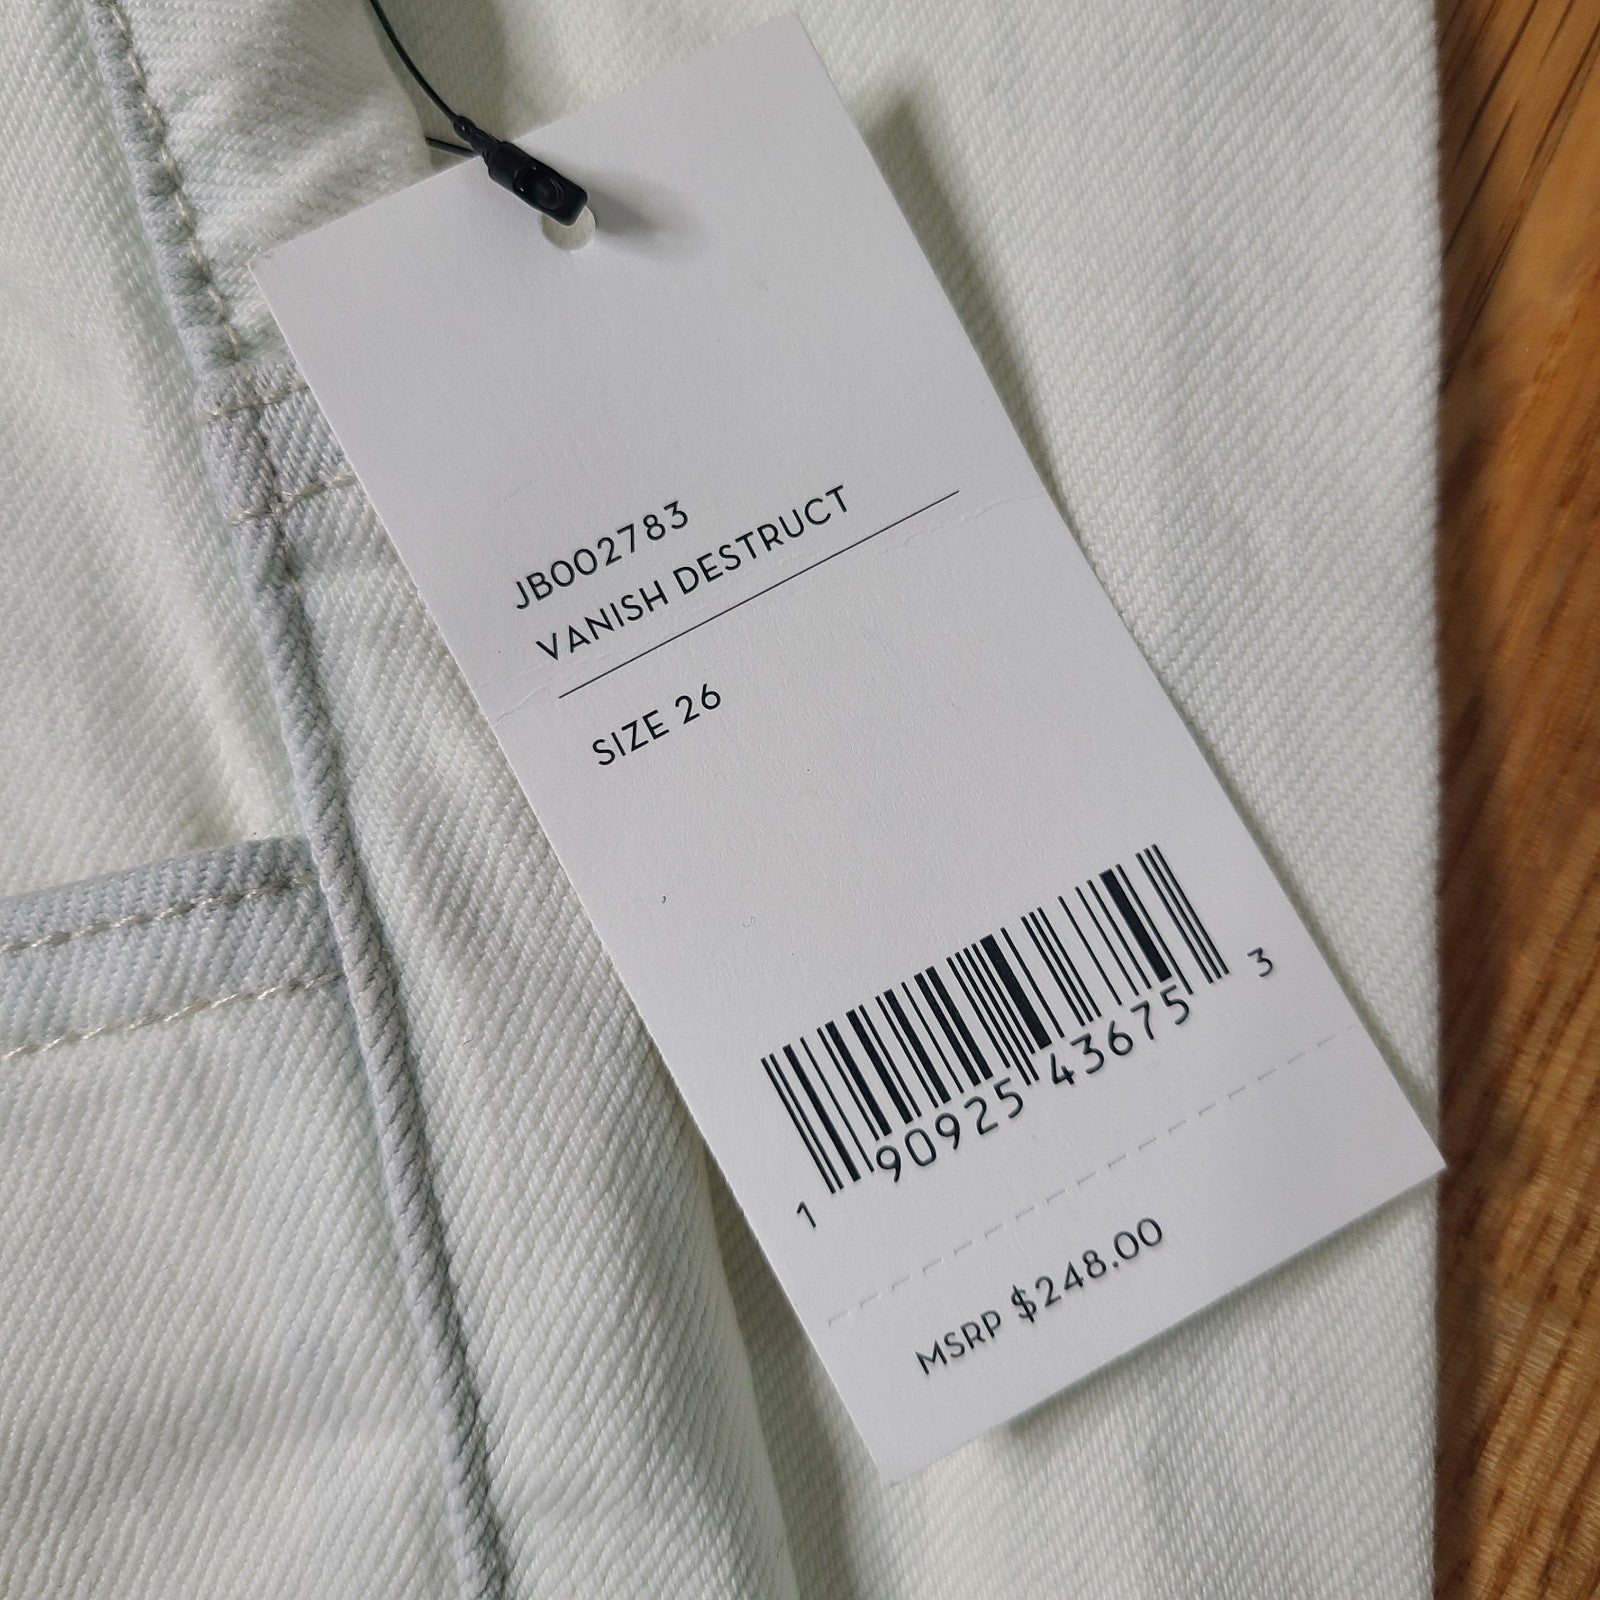 JB002783
VANISH DESTRUCT
SIZE 26
1 90925 43675 3
MSRP $248.00